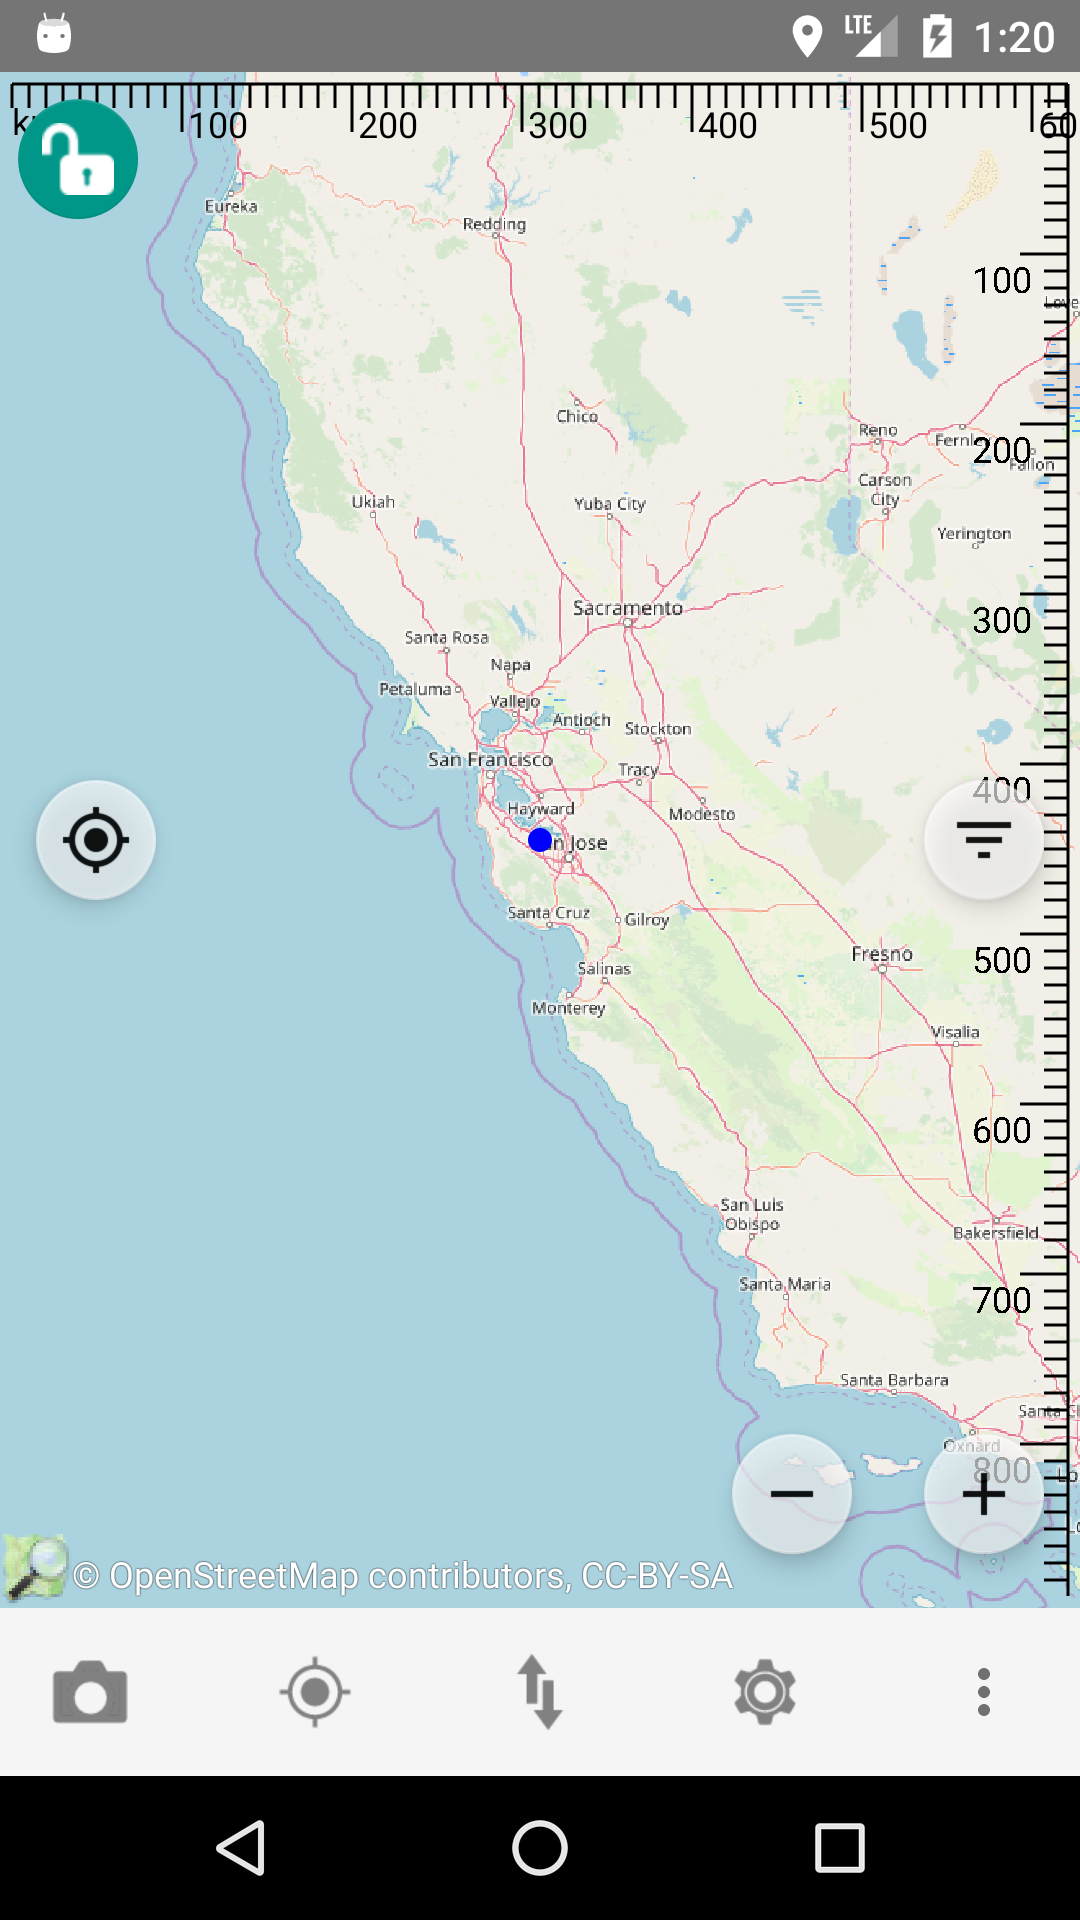 LTE 1:20
100 200 300 400 500
Eureka
Redding
100
Chico
Reno
200
Fallon
Carson
City
Ukiah
Yuba City
Yerington
Sacramento
300
Santa Rosa
Napa
Petaluma
Vallejo
Antioch
Stockton
San Francisco
Tracy
400
Hayward
Modesto
Jose
Santa Cruz
Gilroy
Fresno
500
Salinas
Monterey
Visalia
600
San Luis
Obispo
Bakersfield
Santa Maria
700
Santa Barbara
Oxnard
800
© OpenStreetMap contributors, CC-BY-SA